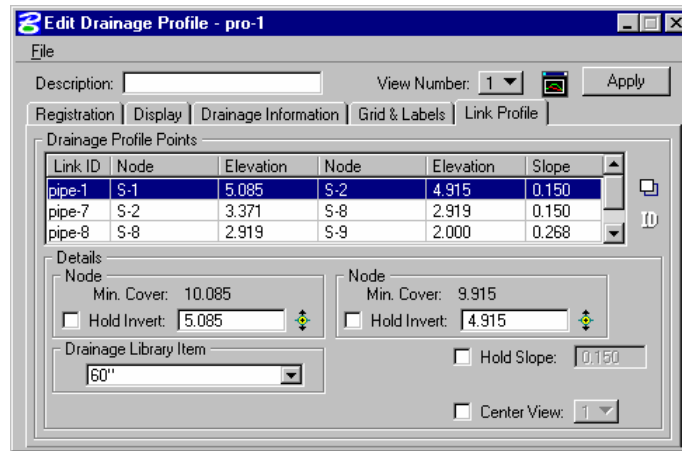 Edit Drainage Profile - pro-1
File
Description: View Number: 1 Apply
Registration Display Drainage Information Grid & Labels Link Profile
Drainage Profile Points
Link ID Node Elevation Node Elevation Slope
pipe-1 S-1 5.085 S-2 4.915 0.150
pipe-7 S-2 3.371 S-8 2.919 0.150
pipe-8 S-8 2.919 S-9 2.000 0.268
ID
Details
Node Node
Min. Cover: 10.085 Min. Cover: 9.915
Hold Invert: 5.085 Hold Invert: 4.915
Drainage Library Item
60" Hold Slope: 0.150
Center View: 1